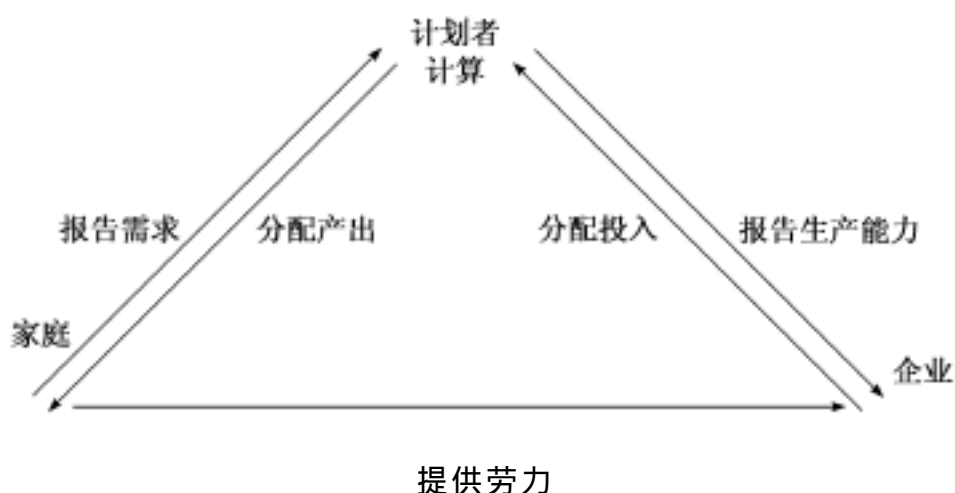 计划者
计算
报告需求
分配产出
分配投入
报告生产能力
家庭
企业
提供劳力